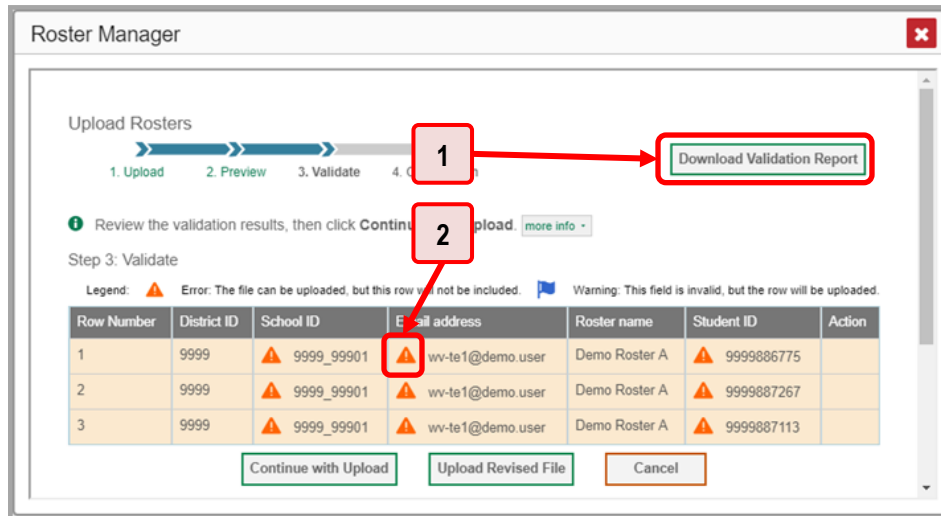 Roster Manager
Upload Rosters
1. Upload 2. Preview 3. Validate 4.
1
Download Validation Report
Review the validation results, then click pload. more info
2
Step 3: Validate
Legend: Error: The file can be uploaded, but this row not be included. Warning: This field is invalid, but the row will be uploaded.
Row Number District ID School ID address Roster name Student ID Action
1 9999 9999_99901 wv-te1@demo.user Demo Roster A 9999886775
2 9999 9999_99901 wv-te1@demo.user Demo Roster A 9999887267
3 9999 9999_99901 wv-te1@demo.user Demo Roster A 9999887113
Continue with Upload Upload Revised File Cancel